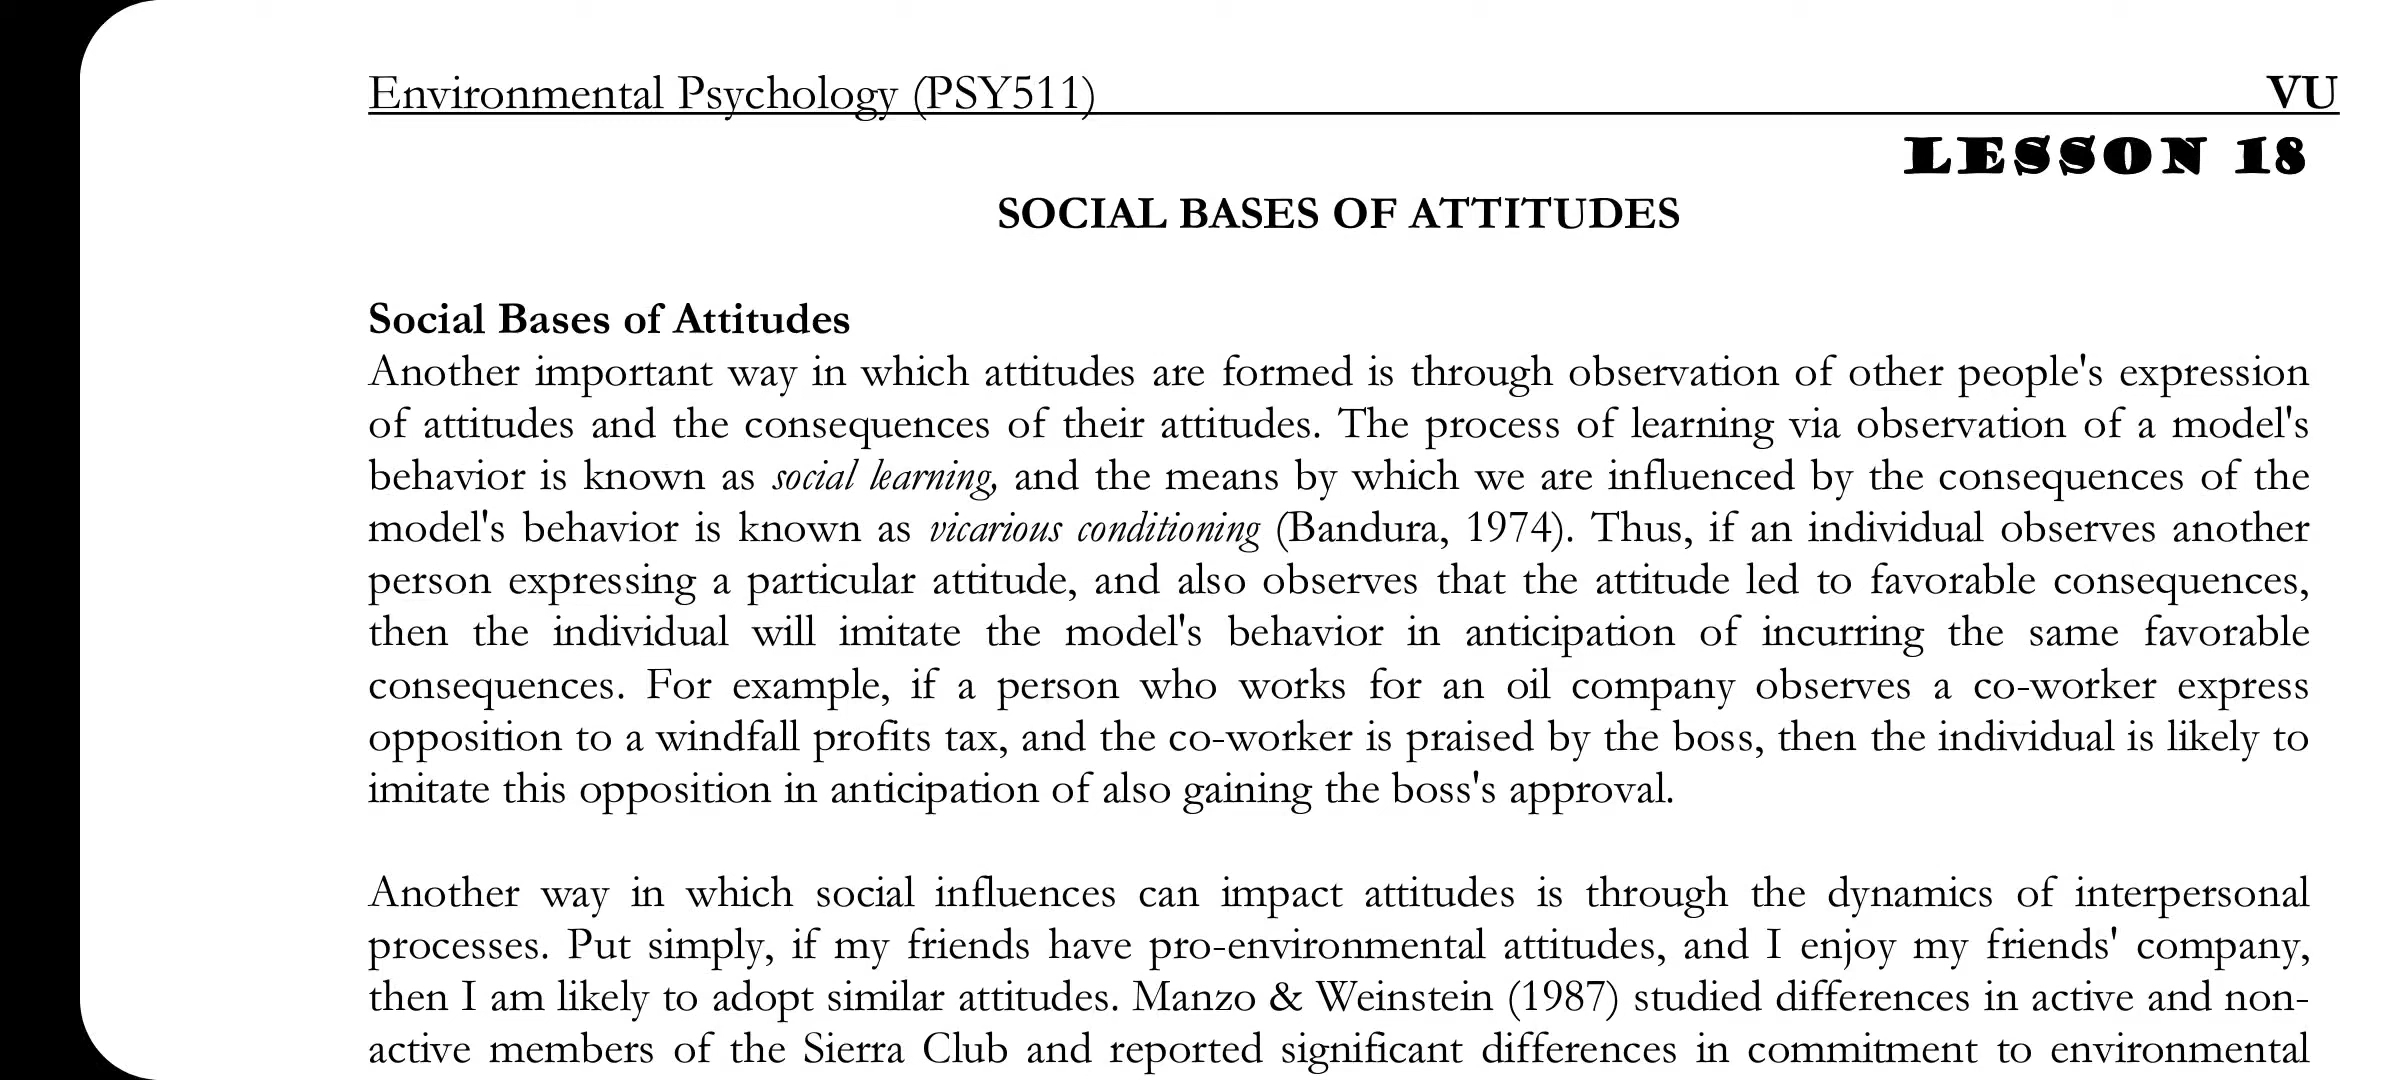 Environmental Psychology (PSY511) VU
LESSON 18
SOCIAL BASES OF ATTITUDES
Social Bases of Attitudes
Another important way in which attitudes are formed is through observation of other people's expression
of attitudes and the consequences of their attitudes. The process of learning via observation of a model's
behavior is known as social learning, and the means by which we are influenced by the consequences of the
model's behavior is known as vicarious conditioning (Bandura, 1974). Thus, if an individual observes another
person expressing a particular attitude, and also observes that the attitude led to favorable consequences,
then the individual will imitate the model's behavior in anticipation of incurring the same favorable
consequences. For example, if a person who works for an oil company observes a co-worker express
opposition to a windfall profits tax, and the co-worker is praised by the boss, then the individual is likely to
imitate this opposition in anticipation of also gaining the boss's approval.
Another way in which social influences can impact attitudes is through the dynamics of interpersonal
processes. Put simply, if my friends have pro-environmental attitudes, and I enjoy my friends' company,
then I am likely to adopt similar attitudes. Manzo & Weinstein (1987) studied differences in active and non-
active members of the Sierra Club and reported significant differences in commitment to environmental